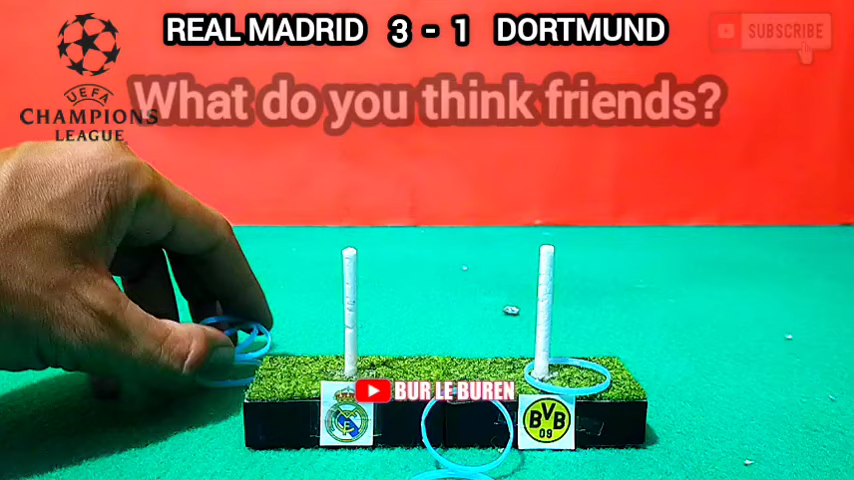 REAL MADRID 3 - 1 DORTMUND
SUBSCRIBE
What do you think friends?
UEFA
CHAMPIONS
LEAGUE
BUR LE BUREN
BVB
09